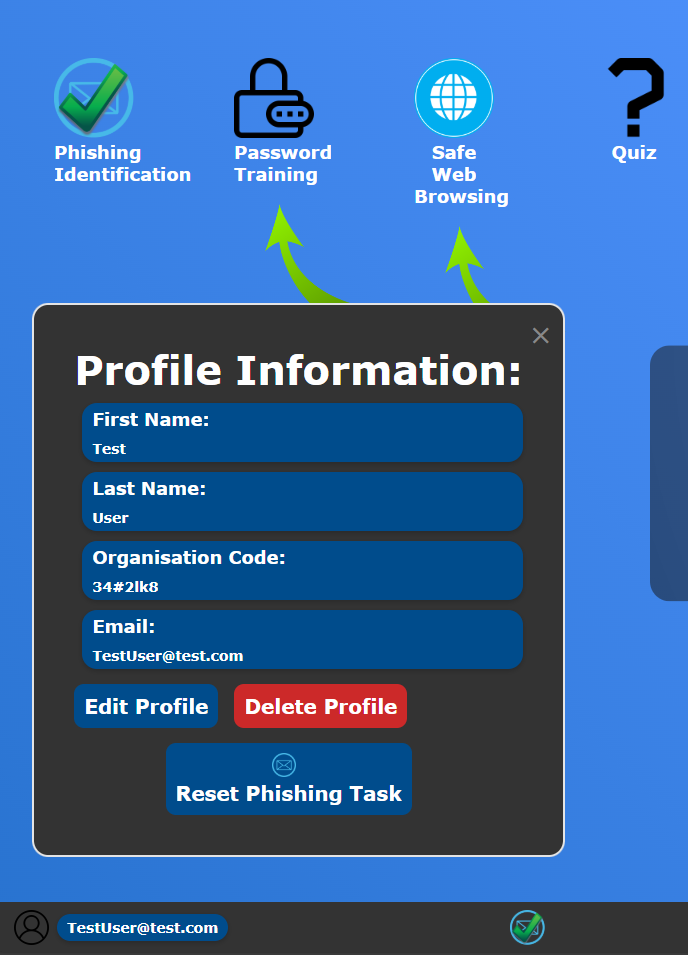 Phishing
Identification
Password
Training
Safe
Web
Browsing
Quiz
Profile Information:
First Name:
Test
Last Name:
User
Organisation Code:
34#2lk8
Email:
TestUser@test.com
Edit Profile
Delete Profile
Reset Phishing Task
TestUser@test.com